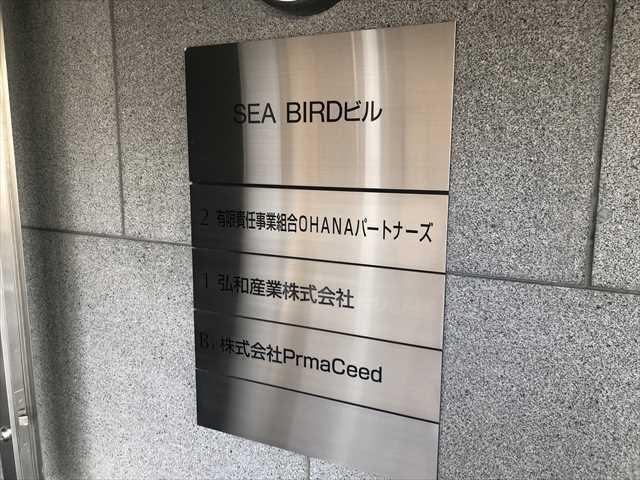 SEA BIRDビル
2 有限責任事業組合OHANAパートナーズ
1 弘和産業株式会社
B1 株式会社PrmaCeed